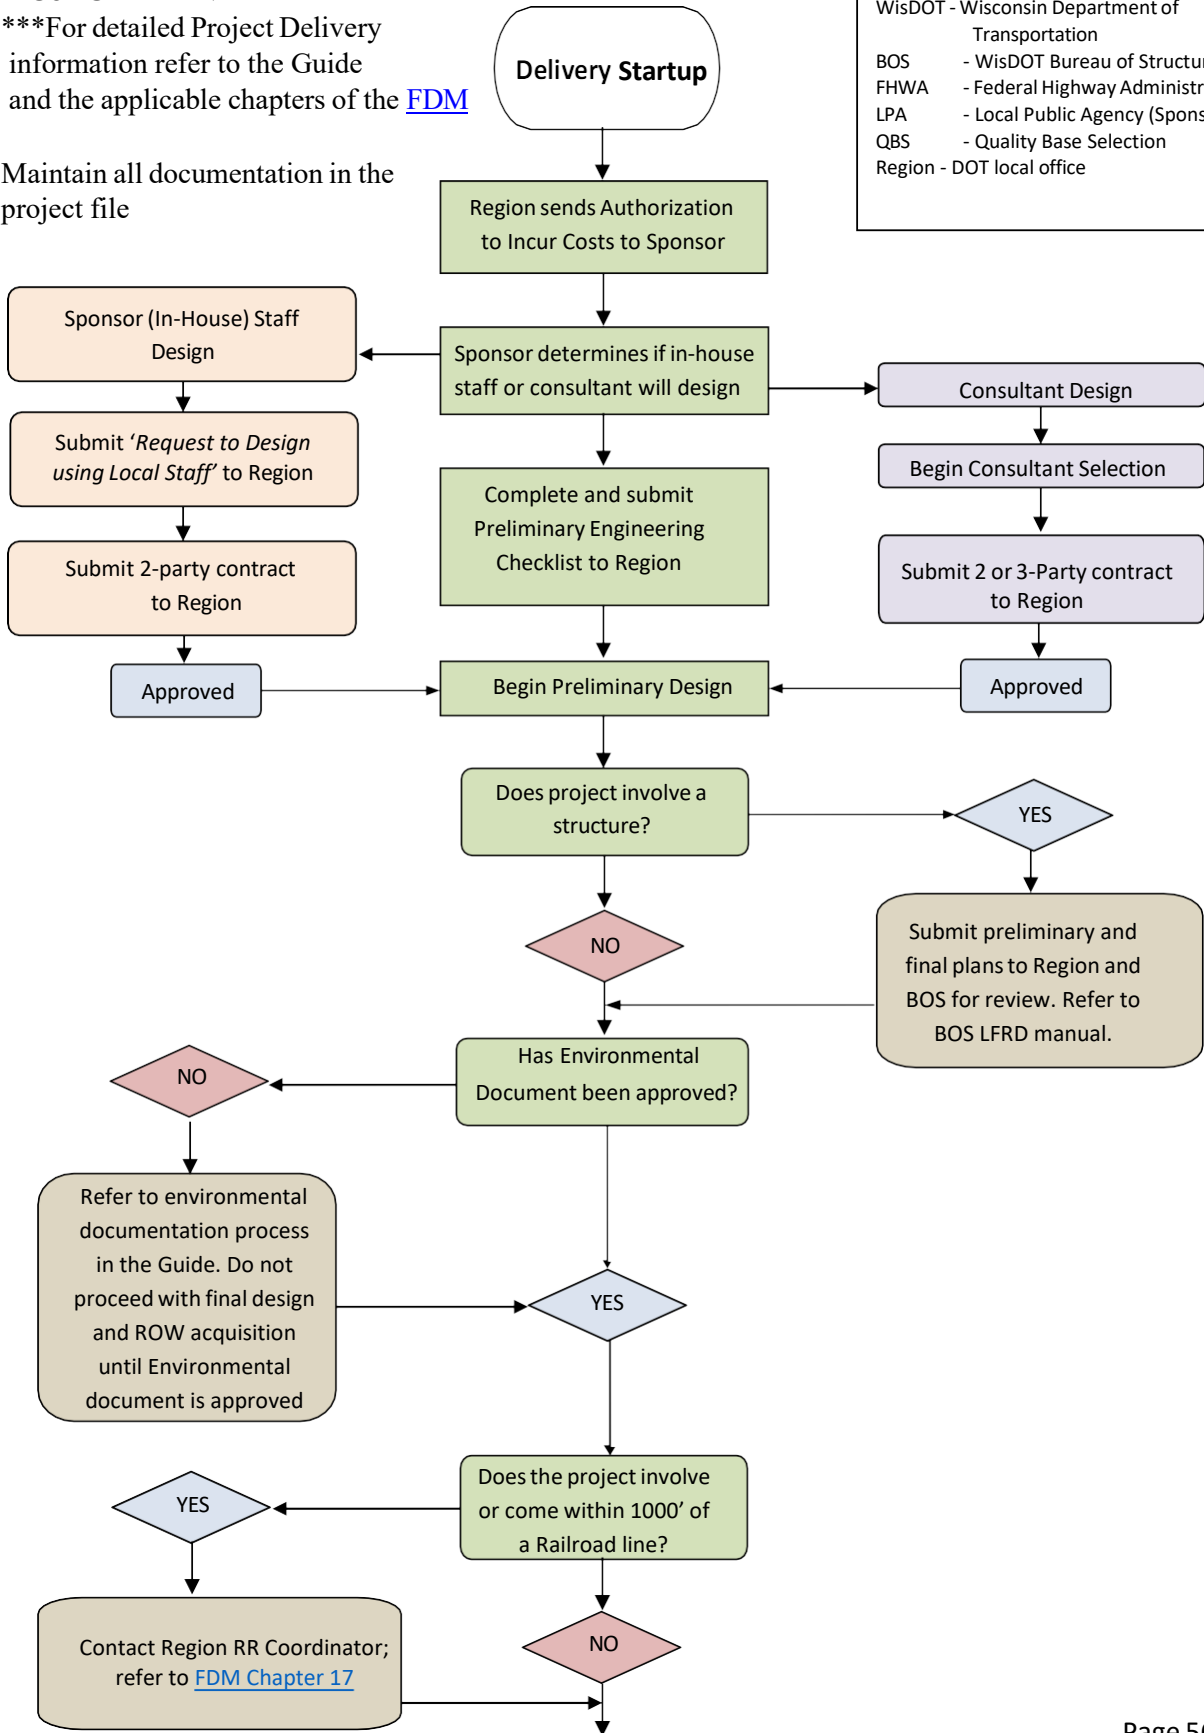 ***For detailed Project Delivery
information refer to the Guide
and the applicable chapters of the FDM
Maintain all documentation in the
project file
Delivery Startup
WisDOT - Wisconsin Department of
Transportation
BOS - WisDOT Bureau of
FHWA - Federal Highway
LPA - Local Public Agency
QBS - Quality Base Selection
Region - DOT local office
Region sends Authorization
to Incur Costs to Sponsor
Sponsor (In-House) Staff
Design
Sponsor determines if in-house
staff or consultant will design
Consultant Design
Submit ‘Request to Design
using Local Staff’ to Region
Begin Consultant Selection
Complete and submit
Preliminary Engineering
Checklist to Region
Submit 2-party contract
to Region
Submit 2 or 3-Party contract
to Region
Approved
Begin Preliminary Design
Approved
Does project involve a
structure?
YES
NO
Submit preliminary and
final plans to Region and
BOS for review. Refer to
BOS LFRD manual.
Has Environmental
Document been approved?
NO
Refer to environmental
documentation process
in the Guide. Do not
proceed with final design
and ROW acquisition
until Environmental
document is approved
YES
Does the project involve
or come within 1000’ of
a Railroad line?
YES
NO
Contact Region RR Coordinator;
refer to FDM Chapter 17
Page